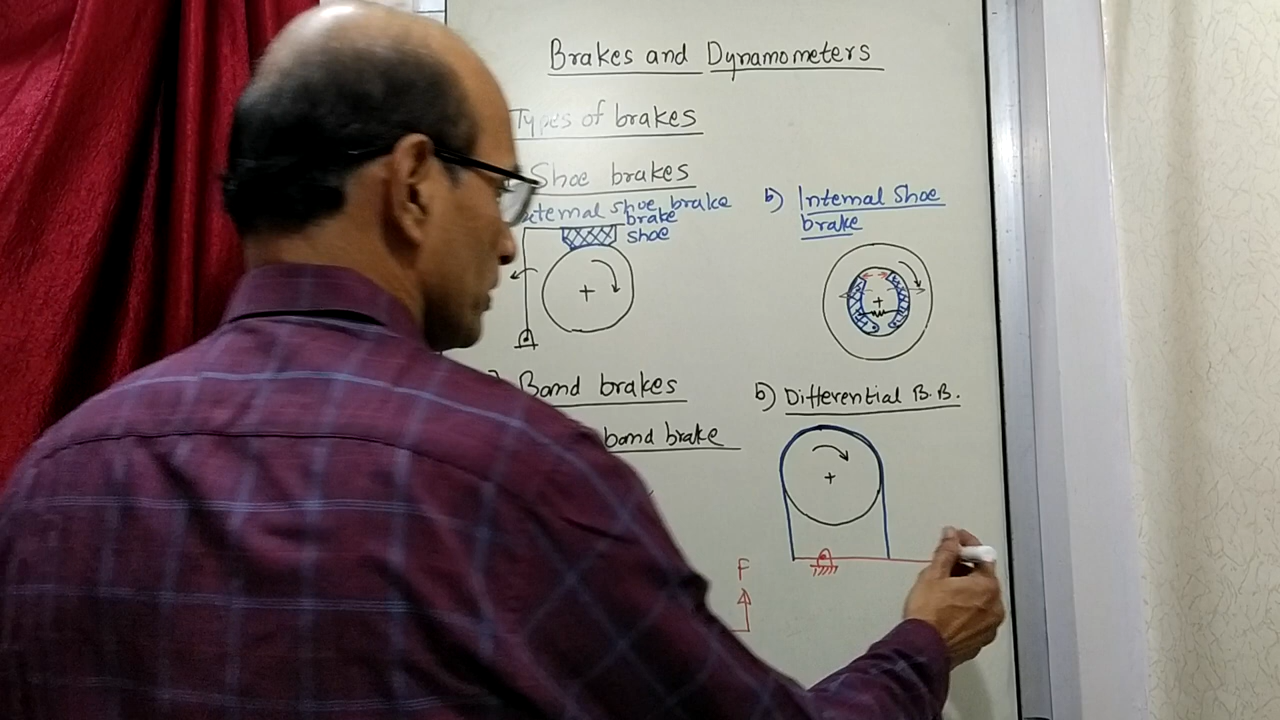 Brakes and Dynamometers
Types of brakes
Shoe brakes
shoe brake
brake
shoe
b) Internal Shoe
brake
Band brakes
band brake
b) Differential B.B.
F